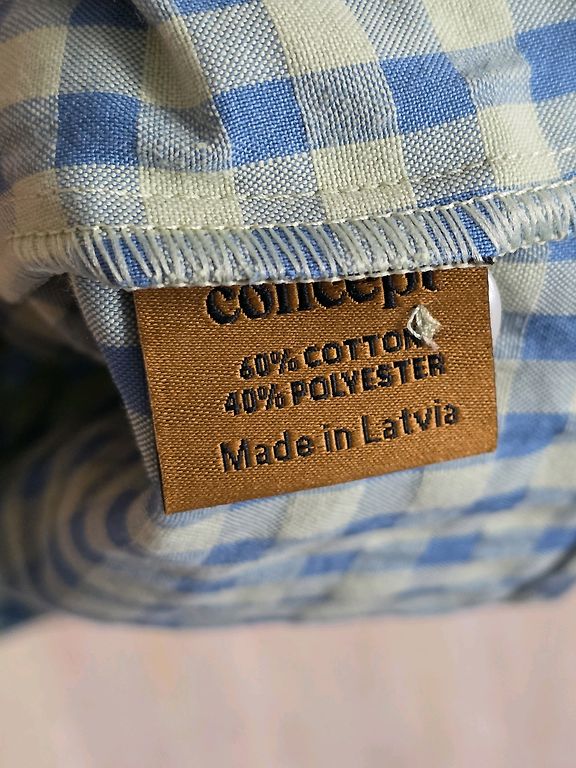 concept
60% COTTON
40% POLYESTER
Made in Latvia